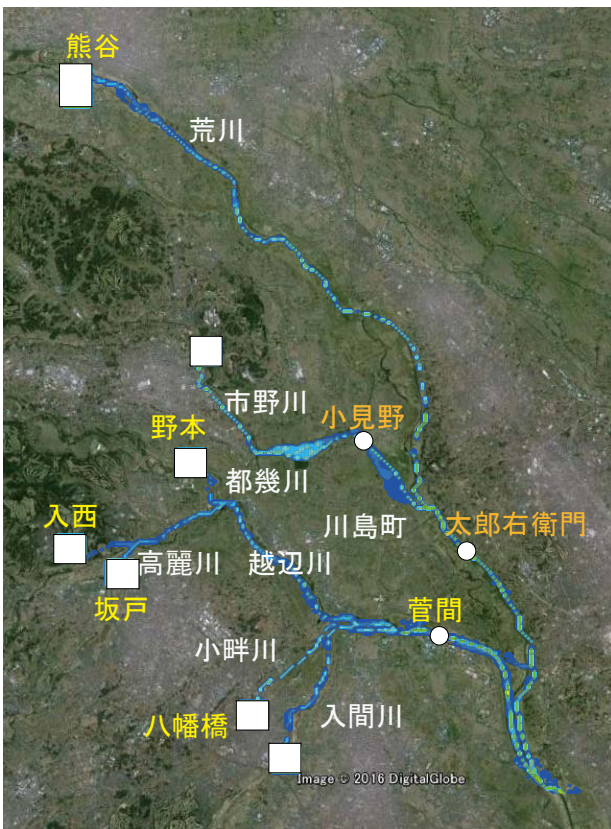 熊谷
荒川
市野川
小見野
野本
都幾川
川島町
太郎右衛門
入西
高麗川
越辺川
坂戸
菅間
小畔川
八幡橋
入間川
Image © 2016 DigitalGlobe